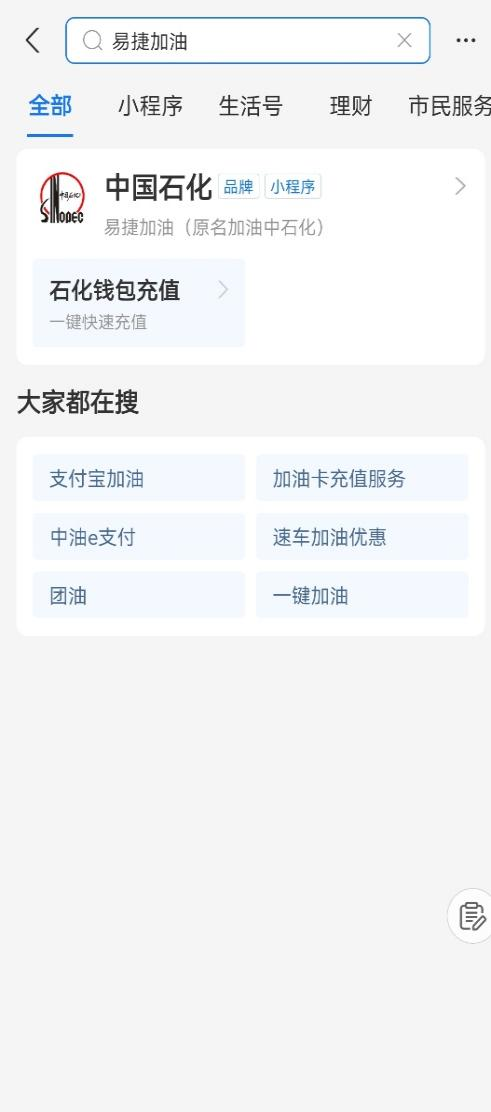 易捷加油
全部 小程序 生活号 理财 市民服务
中国石化 品牌 小程序
易捷加油（原名加油中石化）
石化钱包充值
一键快速充值
大家都在搜
支付宝加油 加油卡充值服务
中油e支付 速车加油优惠
团油 一键加油